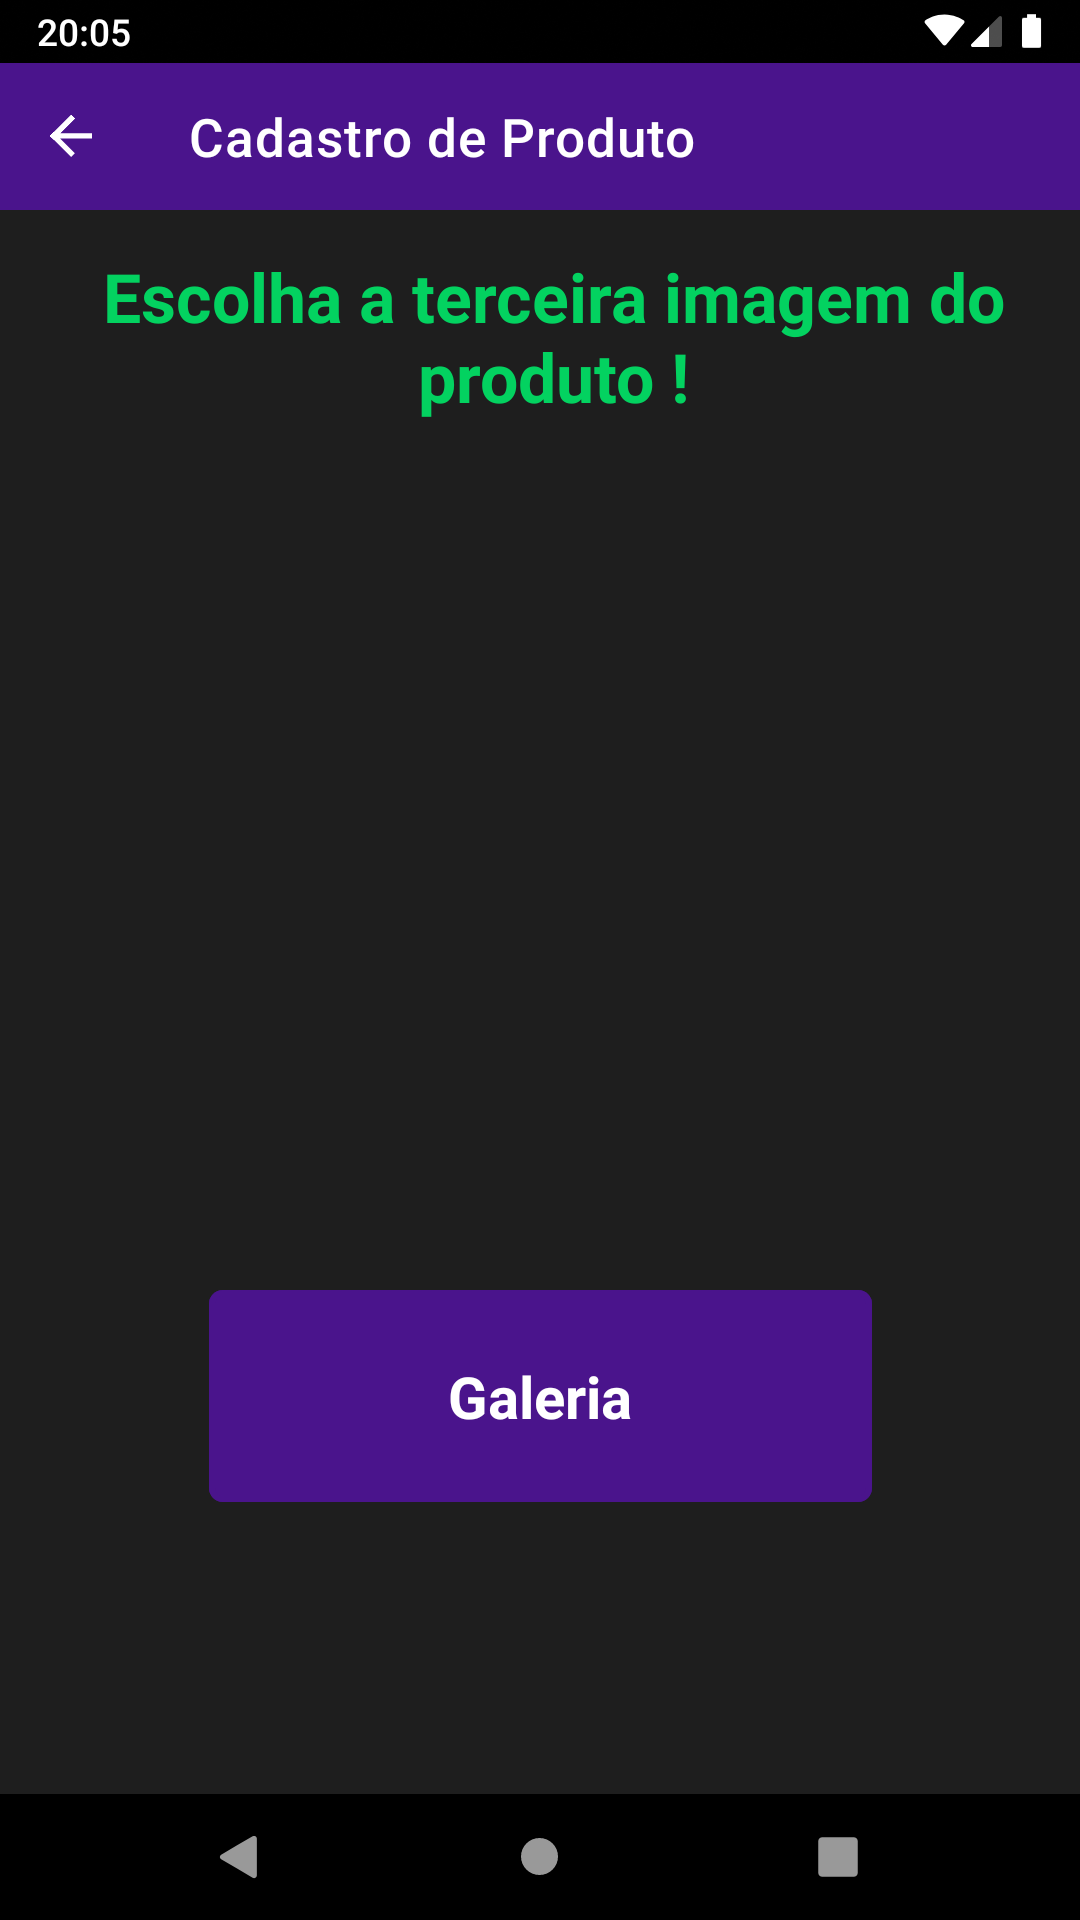 20:05
Cadastro de Produto
Escolha a terceira imagem do
produto !
Galeria